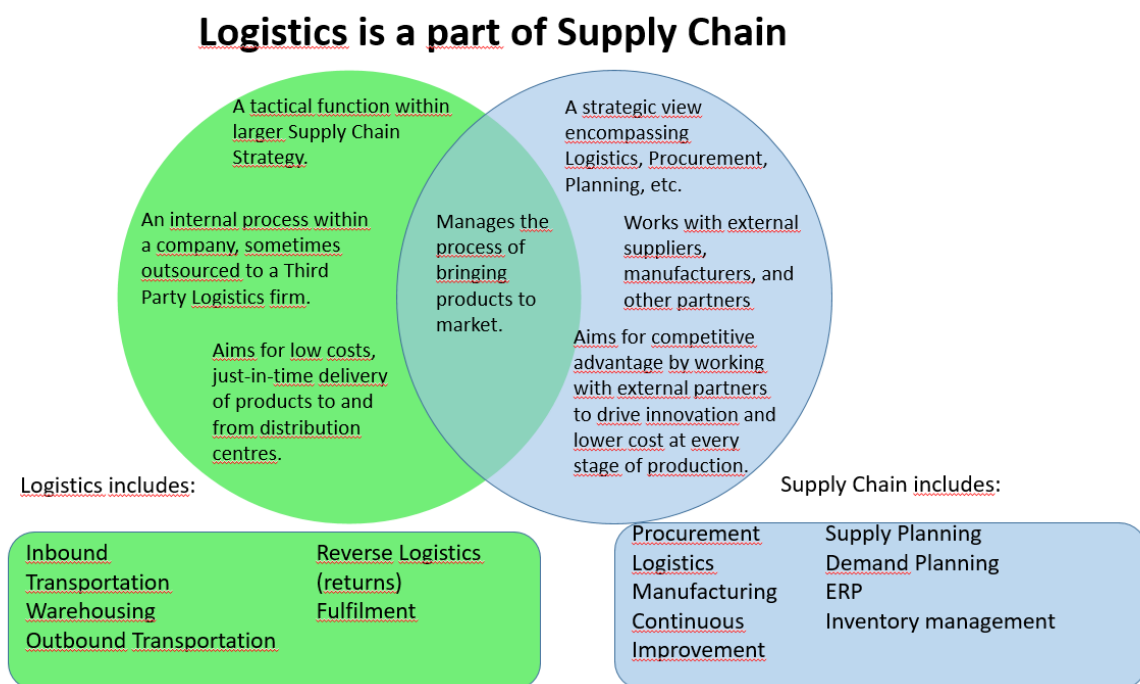 Logistics is a part of Supply Chain
A tactical function within
larger Supply Chain
Strategy.
An internal process within
a company, sometimes
outsourced to a Third
Party Logistics firm.
Aims for low costs,
just-in-time delivery
of products to and
from distribution
centres.
Manages the
process of
bringing
products to
market.
A strategic view
encompassing
Logistics, Procurement,
Planning, etc.
Works with external
suppliers,
manufacturers, and
other partners
Aims for competitive
advantage by working
with external partners
to drive innovation and
lower cost at every
stage of production.
Logistics includes:
Inbound
Transportation
Warehousing
Outbound Transportation
Reverse Logistics
(returns)
Fulfilment
Supply Chain includes:
Procurement
Logistics
Manufacturing
Continuous
Improvement
Supply Planning
Demand Planning
ERP
Inventory management